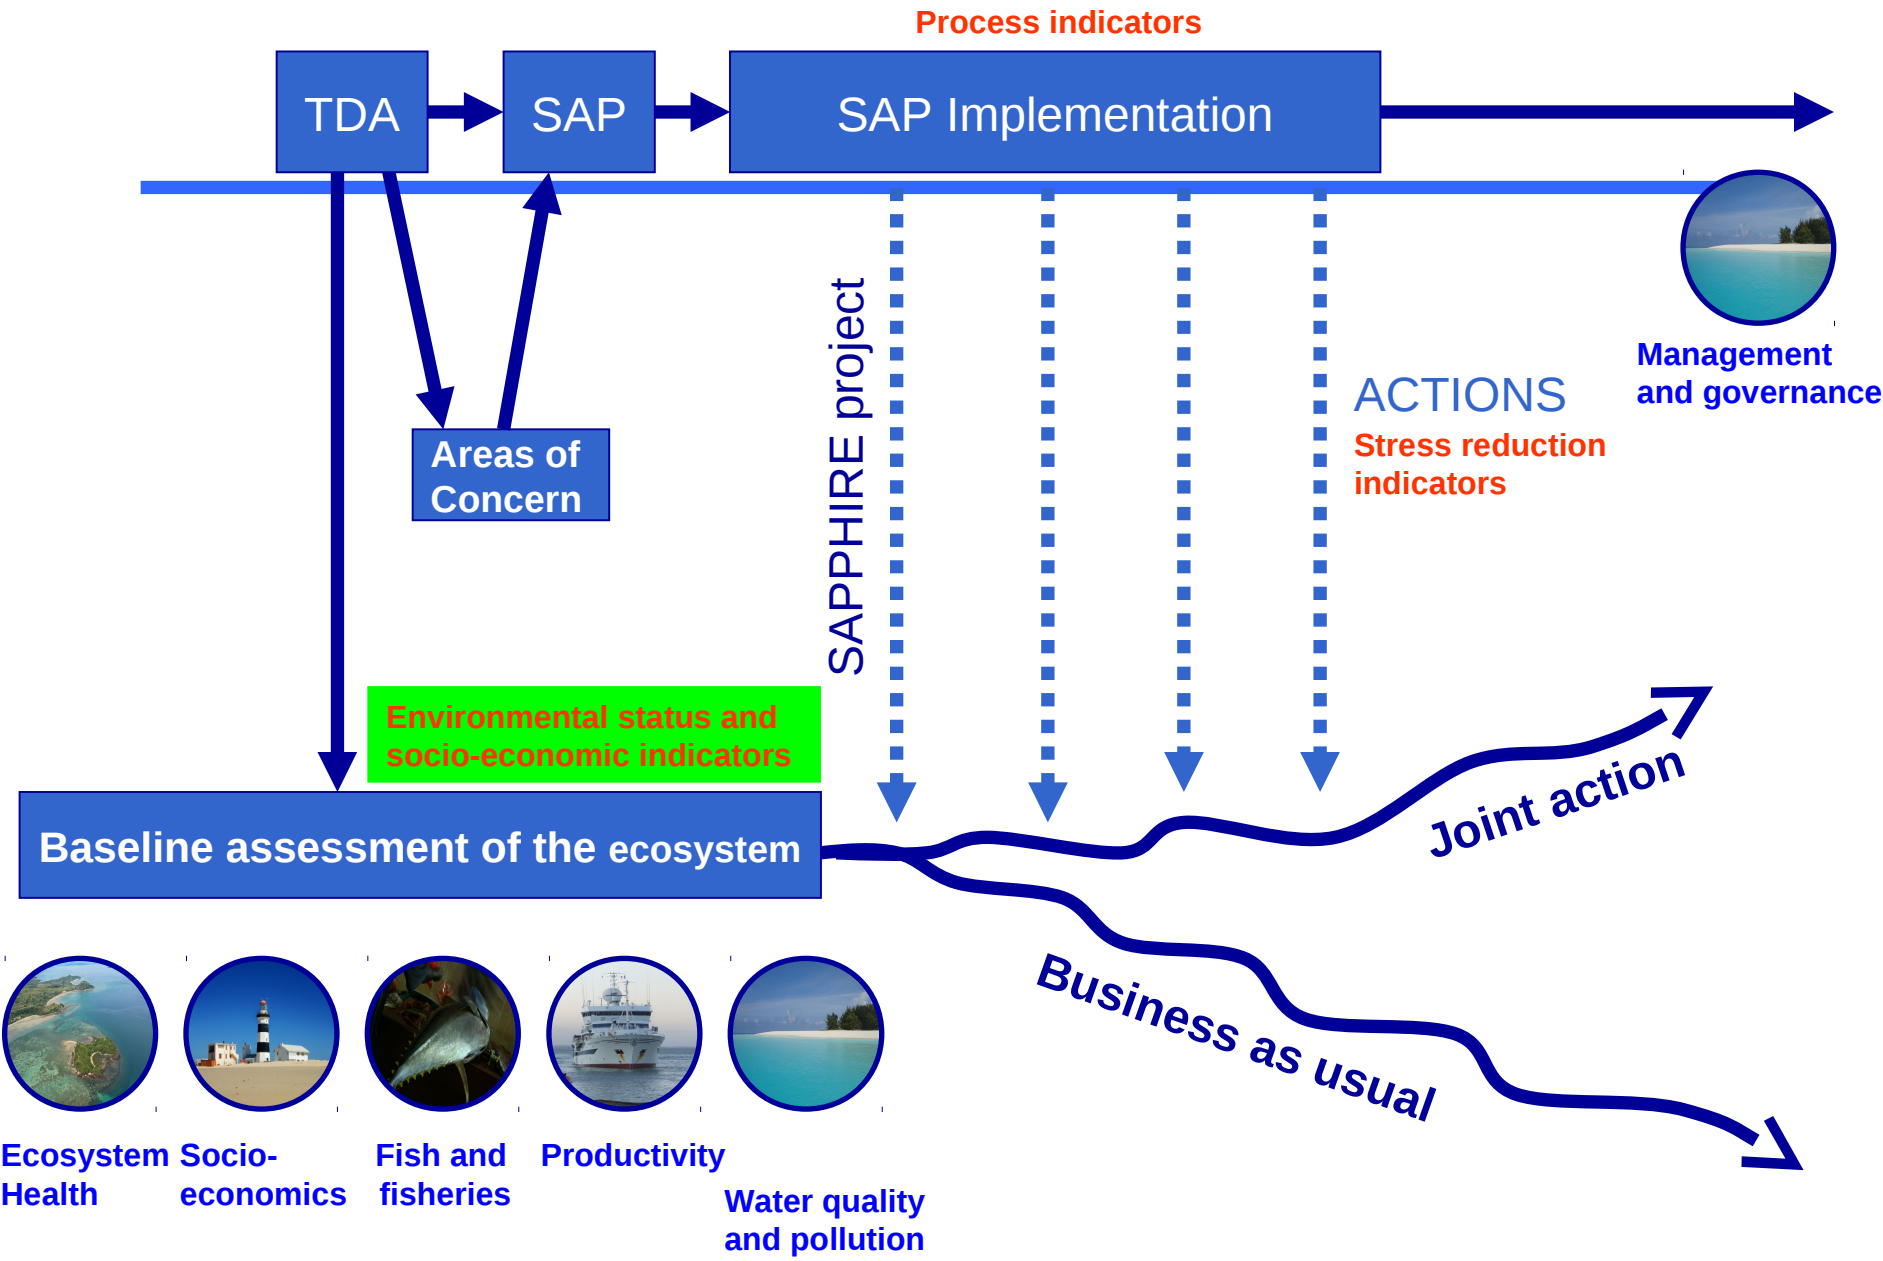 Process indicators
TDA
SAP
SAP Implementation
Management
and governance
SAPPHIRE project
ACTIONS
Stress reduction
indicators
Areas of
Concern
Environmental status and
socio-economic indicators
Baseline assessment of the ecosystem
Joint action
Business as usual
Ecosystem
Health
Socio-
economics
Fish and
fisheries
Productivity
Water quality
and pollution